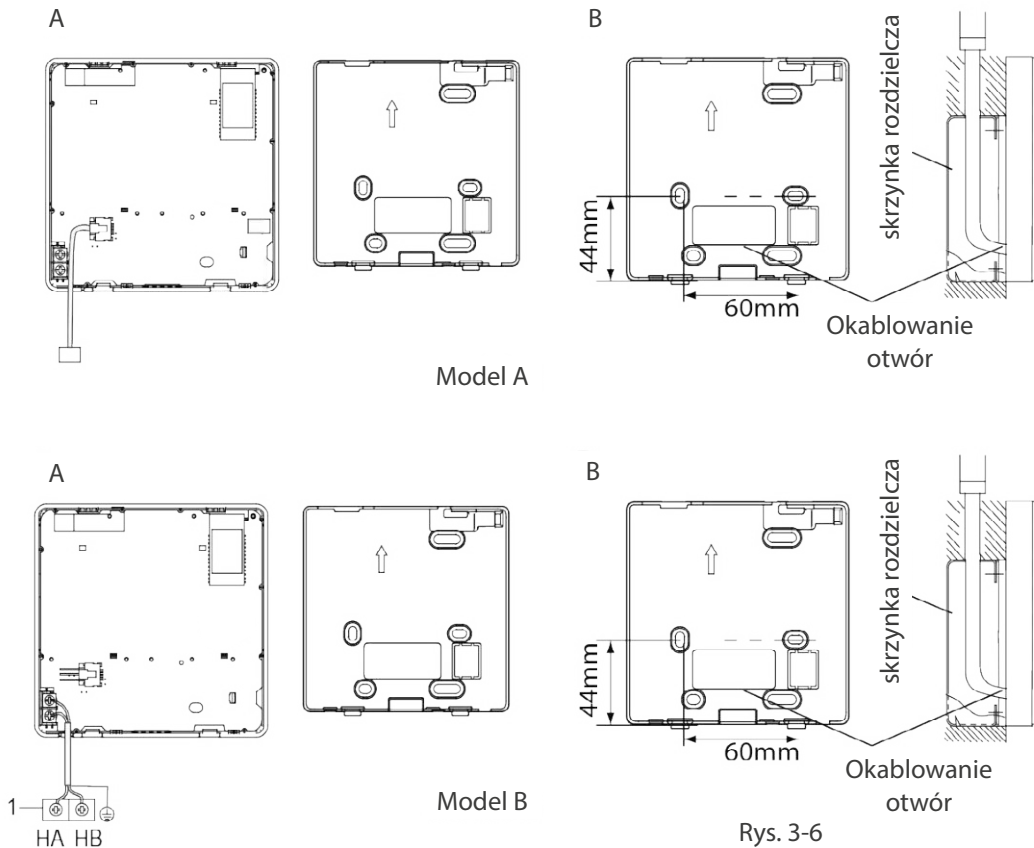 A
B
skrzynka rozdzielcza
44mm
60mm
Okablowanie
otwór
Model A
A
B
skrzynka rozdzielcza
44mm
60mm
Okablowanie
otwór
1
HA HB
Model B
Rys. 3-6